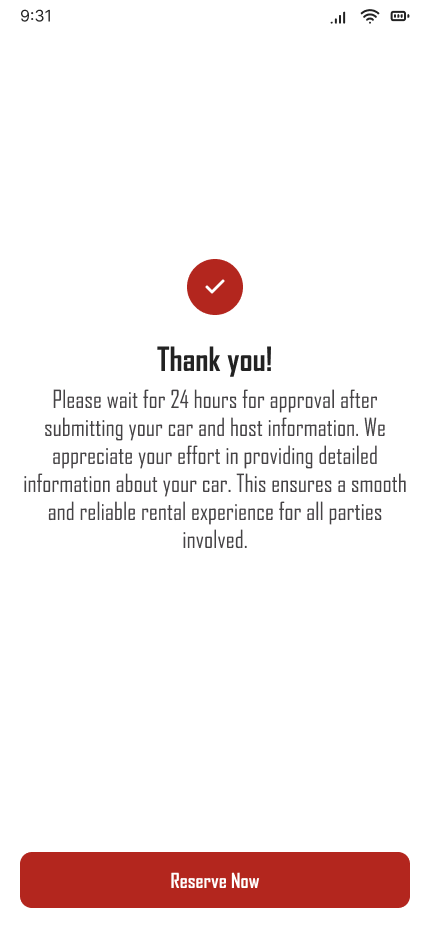 9:31
Thank you!
Please wait for 24 hours for approval after
submitting your car and host information. We
appreciate your effort in providing detailed
information about your car. This ensures a smooth
and reliable rental experience for all parties
involved.
Reserve Now